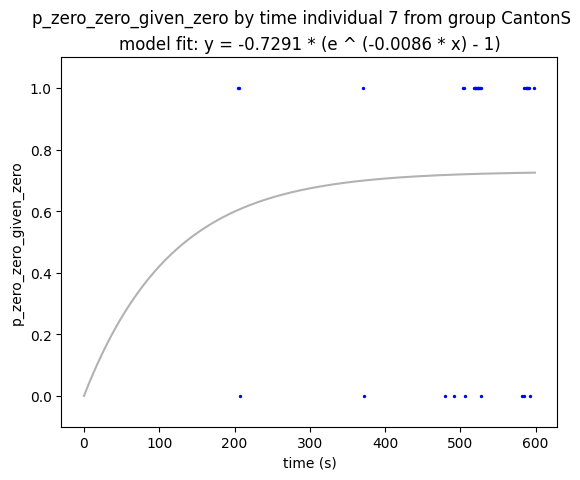 p_zero_zero_given_zero by time individual 7 from group CantonS
model fit: y = -0.7291 * (e ^ (-0.0086 * x) - 1)
1.0
0.8
0.6
0.4
0.2
0.0
p_zero_zero_given_zero
0 100 200 300 400 500 600
time (s)